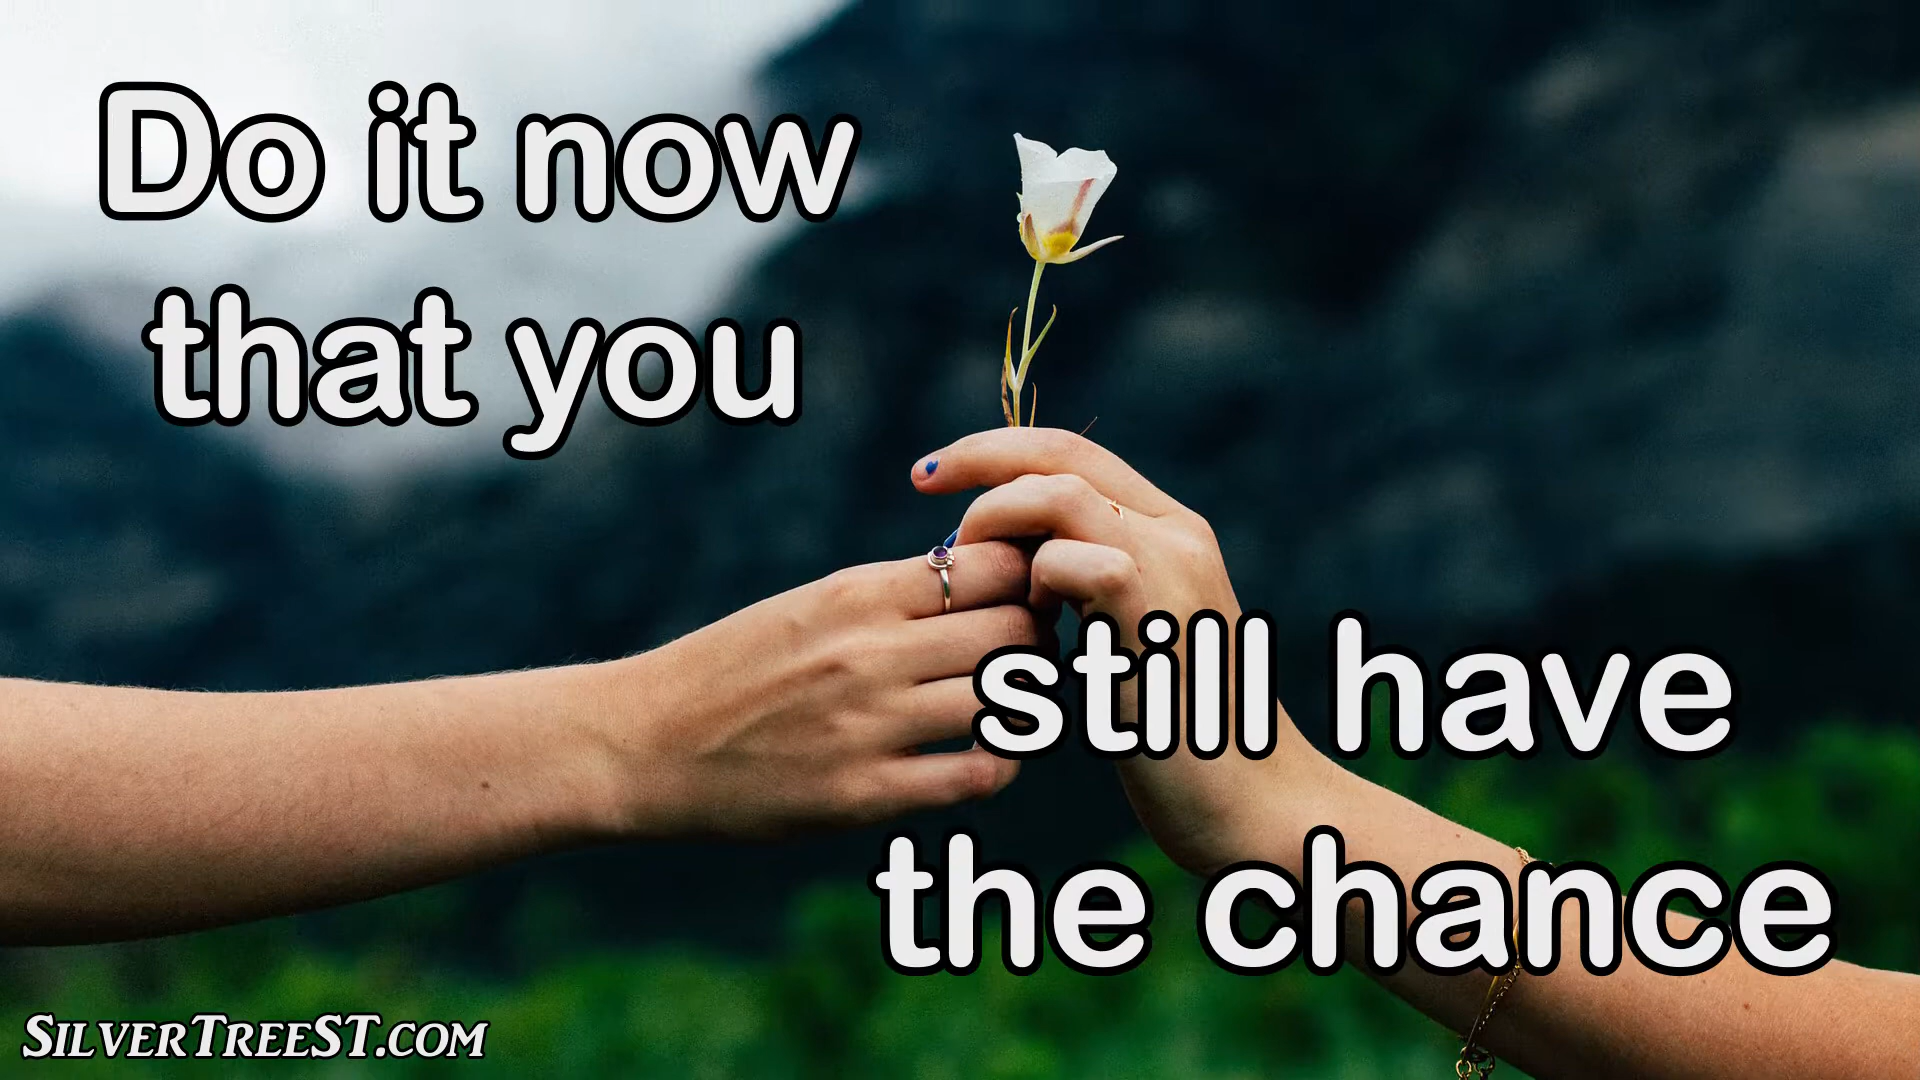 Do it now
that you
still have
the chance
SilverTreeST.com